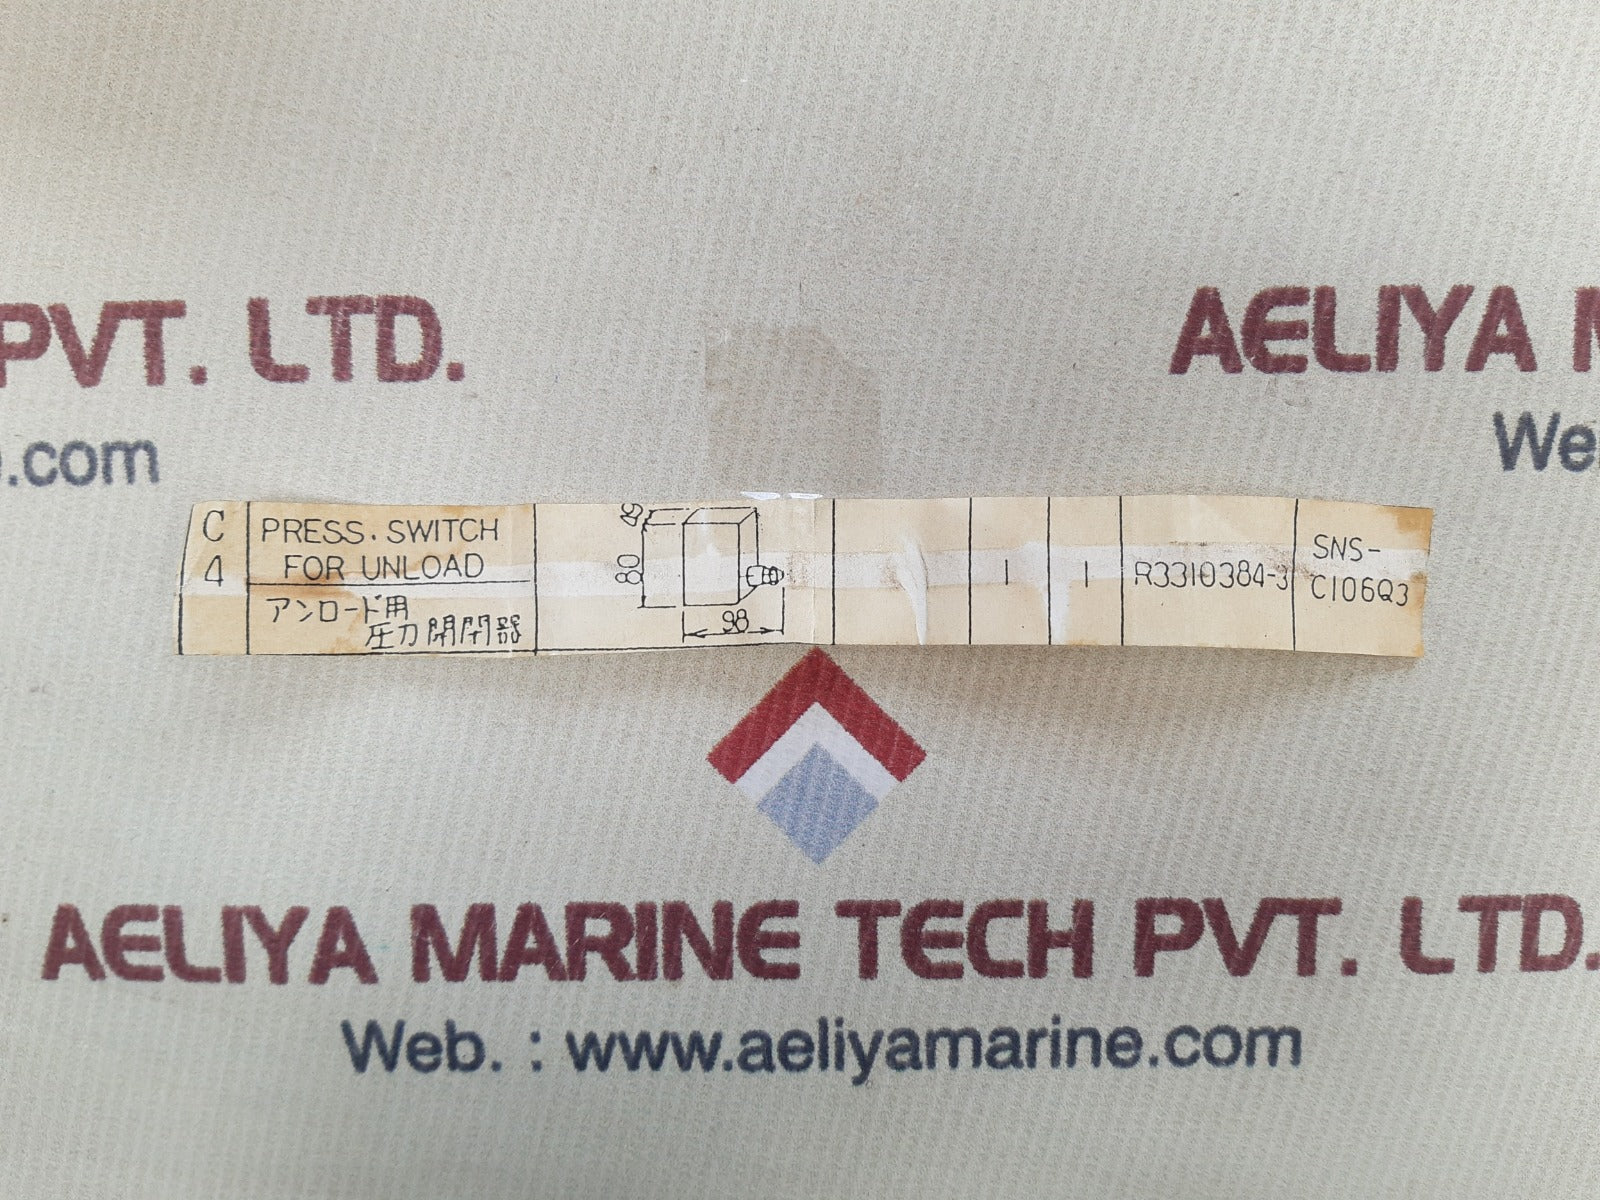 PVT. LTD.
AELIYA
.com
We
C
4
PRESS. SWITCH
FOR UNLOAD
アンロード用
圧力開閉器
80
98
1
1
R3310384-3
SNS-
C106Q3
AELIYA MARINE TECH PVT. LTD.
Web. : www.aeliyamarine.com